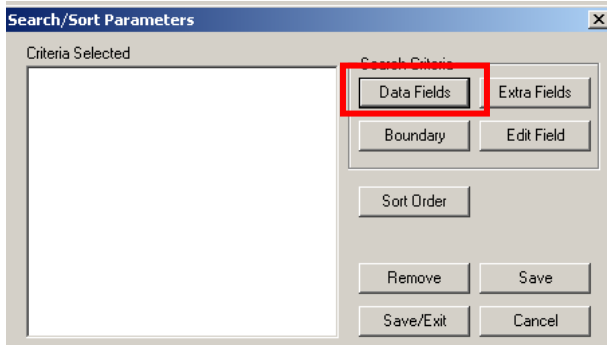 Search/Sort Parameters
Criteria Selected
Search Criteria
Data Fields
Extra Fields
Boundary
Edit Field
Sort Order
Remove
Save
Save/Exit
Cancel